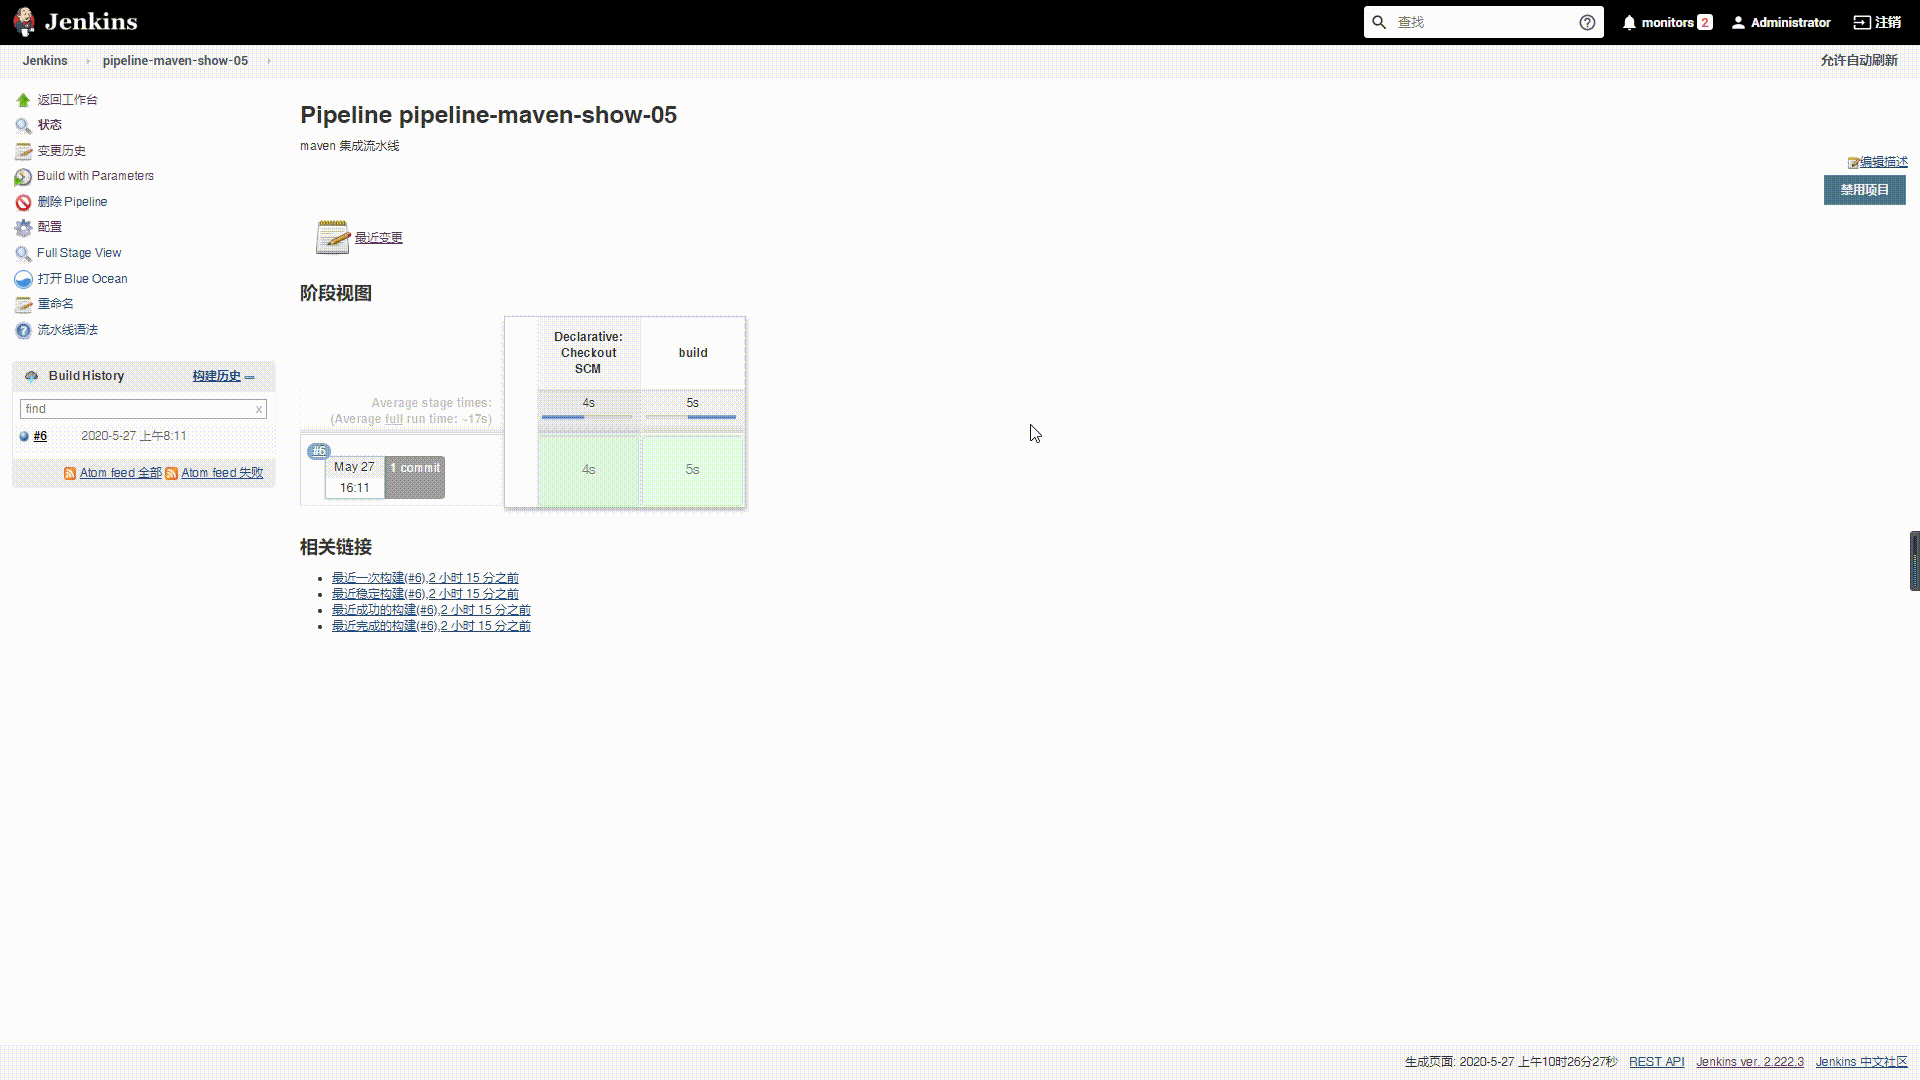 Jenkins
查找
monitors 2
Administrator
注销
Jenkins
pipeline-maven-show-05
允许自动刷新
返回工作台
状态
变更历史
Build with Parameters
删除 Pipeline
配置
Full Stage View
打开 Blue Ocean
重命名
流水线语法
Build History
构建历史
find
x
#6
2020-5-27 上午8:11
Atom feed 全部
Atom feed 失败
Pipeline pipeline-maven-show-05
maven 集成流水线
编辑描述
禁用项目
最近变更
阶段视图
Declarative:
Checkout
SCM
build
Average stage times:
(Average full run time: ~17s)
4s
5s
#6
May 27
16:11
1 commit
4s
5s
相关链接
最近一次构建(#6),2 小时 15 分之前
最近稳定构建(#6),2 小时 15 分之前
最近成功的构建(#6),2 小时 15 分之前
最近完成的构建(#6),2 小时 15 分之前
生成页面: 2020-5-27 上午10时26分27秒
REST API
Jenkins ver. 2.222.3
Jenkins 中文社区